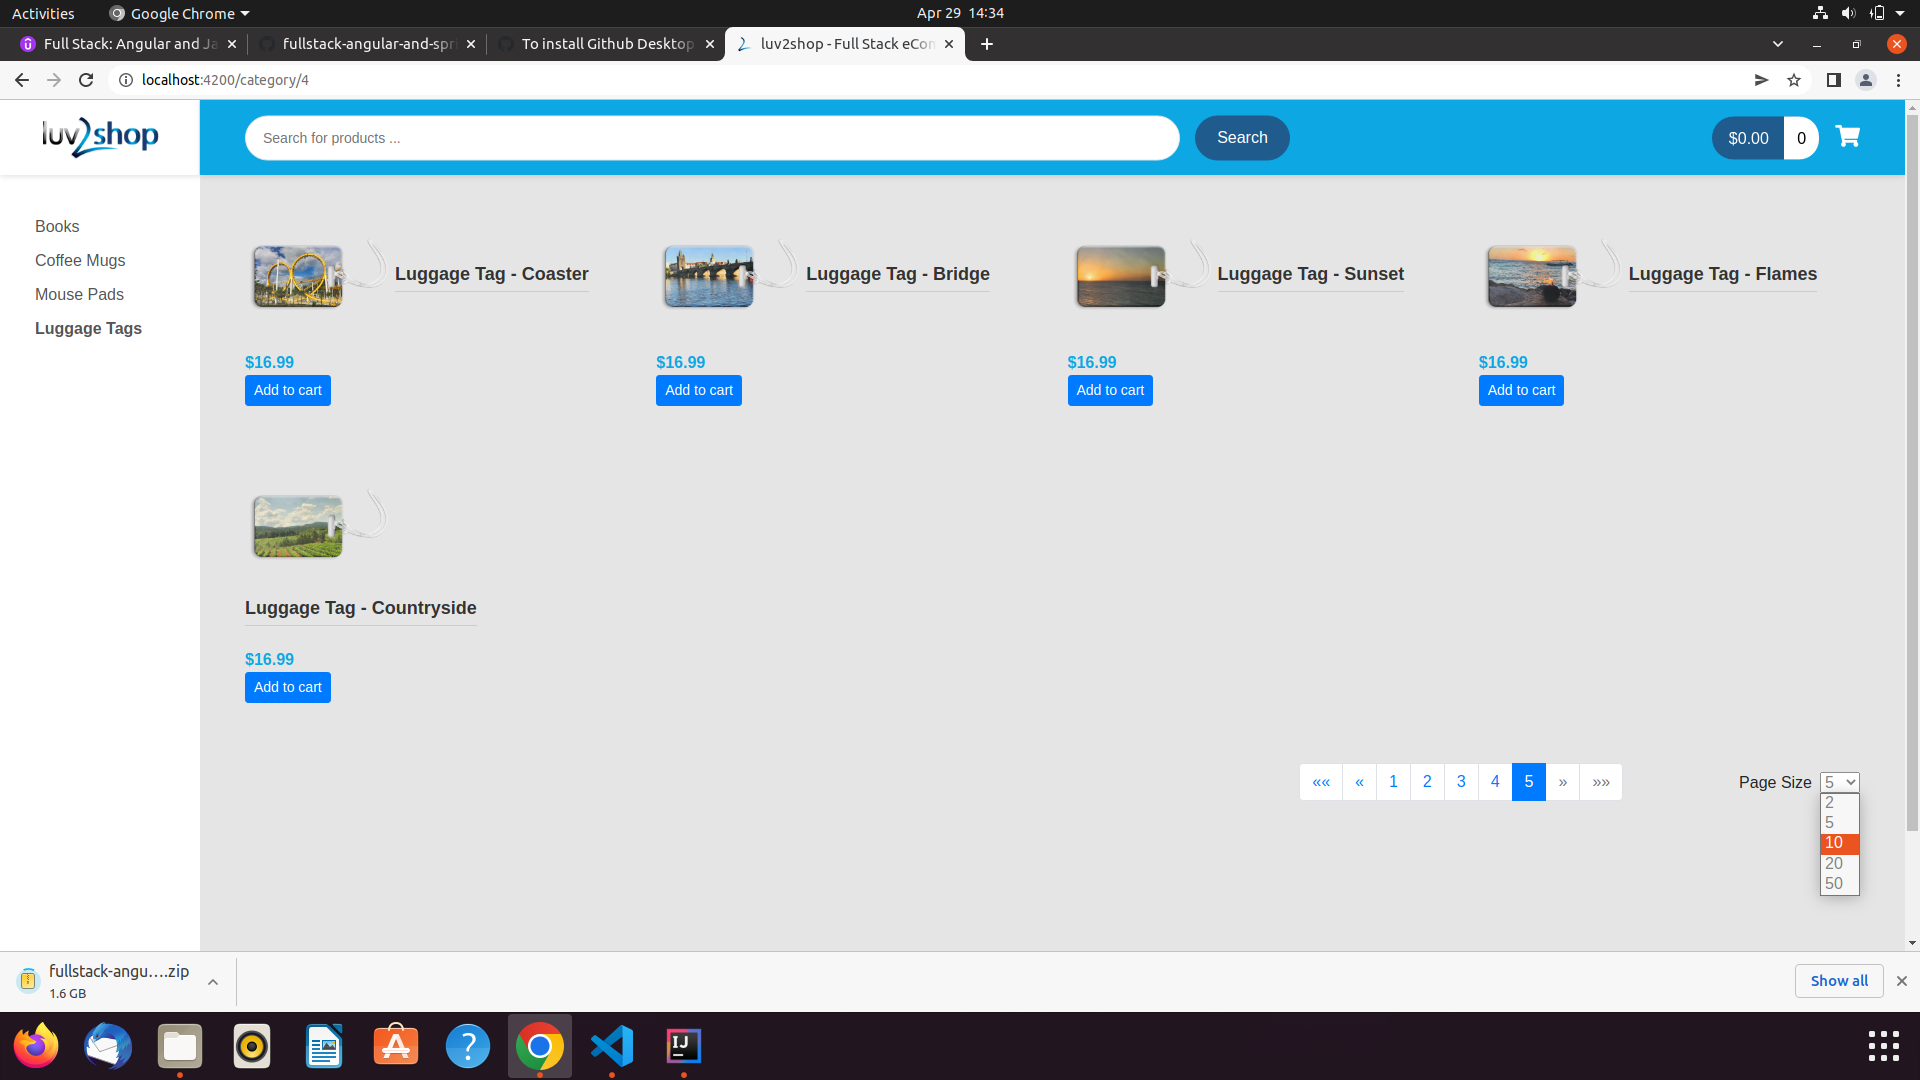 Activities
Google Chrome
Apr 29 14:34
Full Stack: Angular and Ja
fullstack-angular-and-spri
To install Github Desktop
luv2shop - Full Stack eCom
localhost:4200/category/4
luv2shop
Search for products ...
Search
$0.00
0
Books
Coffee Mugs
Mouse Pads
Luggage Tags
Luggage Tag - Coaster
$16.99
Add to cart
Luggage Tag - Bridge
$16.99
Add to cart
Luggage Tag - Sunset
$16.99
Add to cart
Luggage Tag - Flames
$16.99
Add to cart
Luggage Tag - Countryside
$16.99
Add to cart
«« « 1 2 3 4 5 » »»
Page Size 5
2
5
10
20
50
fullstack-angu....zip
1.6 GB
Show all
IJ